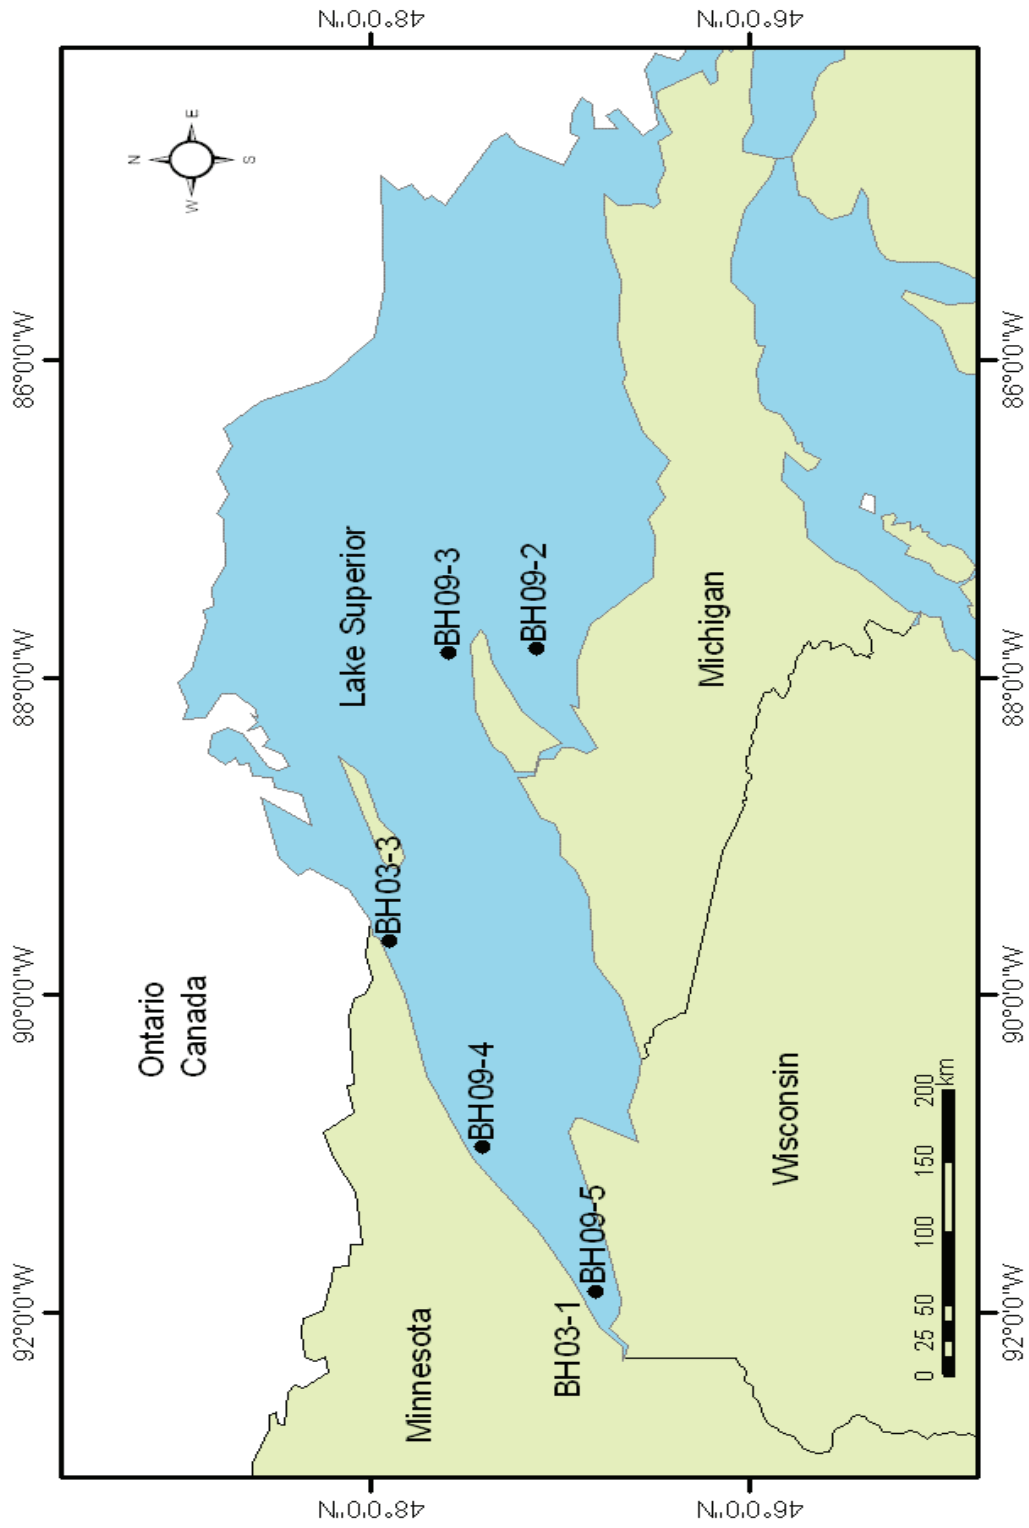 92°0'0"W
90°0'0"W
88°0'0"W
86°0'0"W
N
W
E
S
Ontario
Canada
48°0'0"N
48°0'0"N
Lake Superior
BH03-3
Minnesota
BH09-3
BH09-4
BH09-2
BH03-1
BH09-5
Michigan
46°0'0"N
46°0'0"N
Wisconsin
0 25 50 100 150 200
km
92°0'0"W
90°0'0"W
88°0'0"W
86°0'0"W